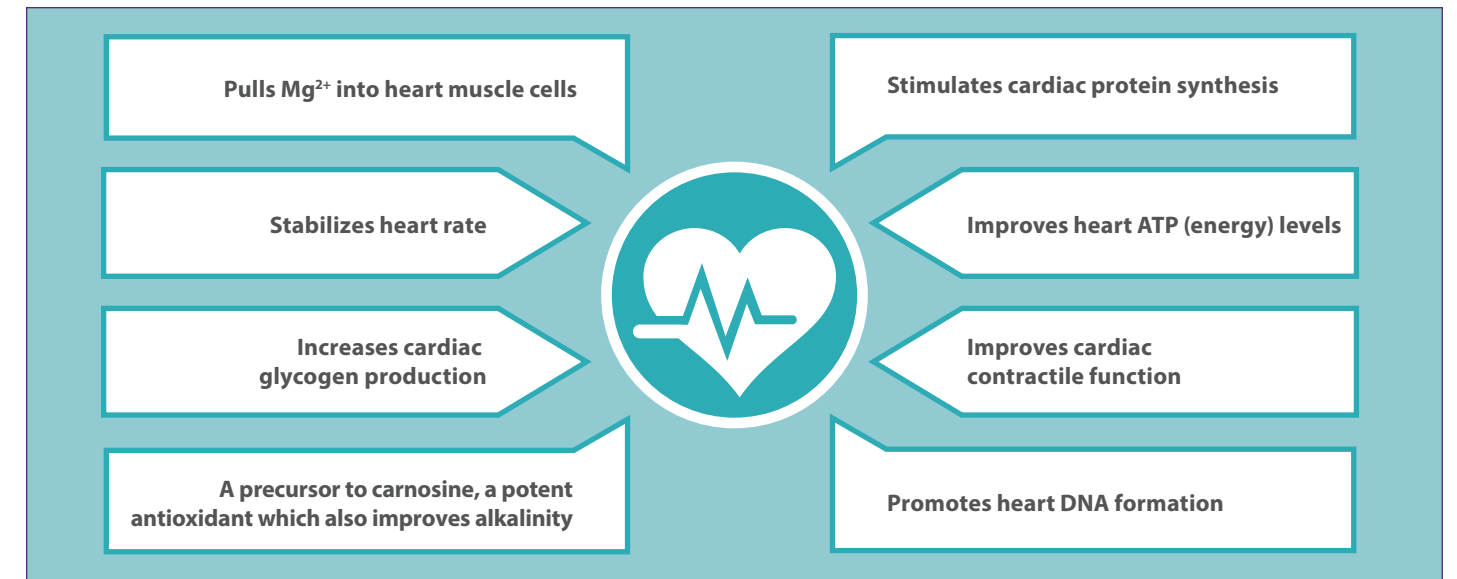 Pulls Mg²⁺ into heart muscle cells
Stabilizes heart rate
Increases cardiac
glycogen production
A precursor to carnosine, a potent
antioxidant which also improves alkalinity
Stimulates cardiac protein synthesis
Improves heart ATP (energy) levels
Improves cardiac
contractile function
Promotes heart DNA formation